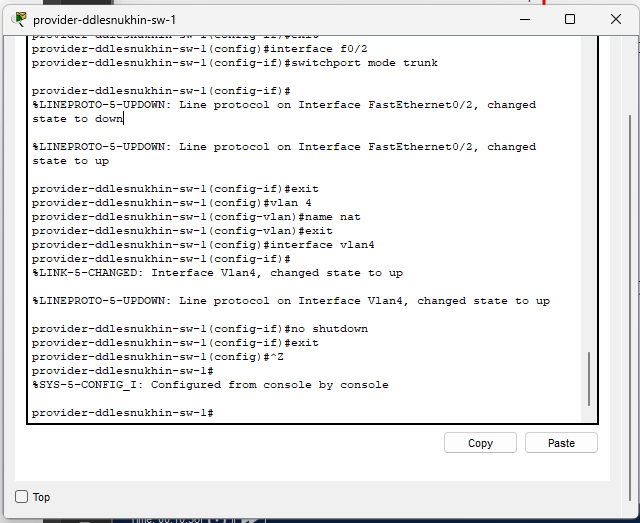 provider-ddlesnukhin-sw-1
provider-ddlesnukhin-sw-1(config-if)#exit
provider-ddlesnukhin-sw-1(config)#interface f0/2
provider-ddlesnukhin-sw-1(config-if)#switchport mode trunk
provider-ddlesnukhin-sw-1(config-if)#
%LINEPROTO-5-UPDOWN: Line protocol on Interface FastEthernet0/2, changed
state to down
%LINEPROTO-5-UPDOWN: Line protocol on Interface FastEthernet0/2, changed
state to up
provider-ddlesnukhin-sw-1(config-if)#exit
provider-ddlesnukhin-sw-1(config)#vlan 4
provider-ddlesnukhin-sw-1(config-vlan)#name nat
provider-ddlesnukhin-sw-1(config-vlan)#exit
provider-ddlesnukhin-sw-1(config)#interface vlan4
provider-ddlesnukhin-sw-1(config-if)#
%LINK-5-CHANGED: Interface Vlan4, changed state to up
%LINEPROTO-5-UPDOWN: Line protocol on Interface Vlan4, changed state to up
provider-ddlesnukhin-sw-1(config-if)#no shutdown
provider-ddlesnukhin-sw-1(config-if)#exit
provider-ddlesnukhin-sw-1(config)#^Z
provider-ddlesnukhin-sw-1#
%SYS-5-CONFIG_I: Configured from console by console
provider-ddlesnukhin-sw-1#
Copy
Paste
Top